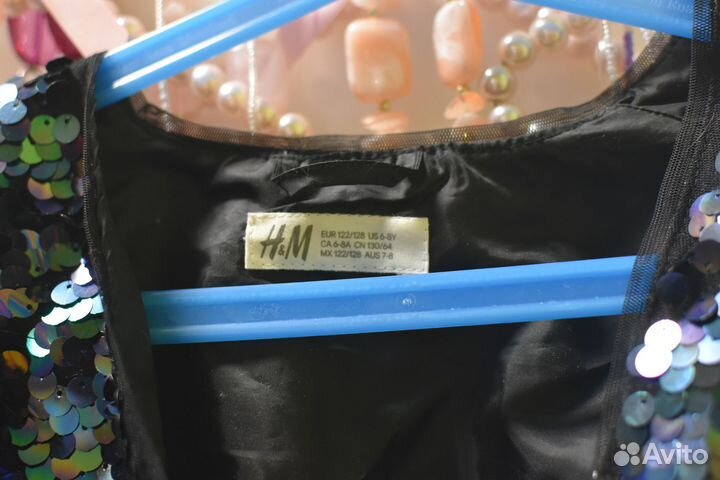 H&M
EUR 122/128 US 6-8Y
CA 6-8A CN 130/64
MX 122/128 AUS 7-8
Avito